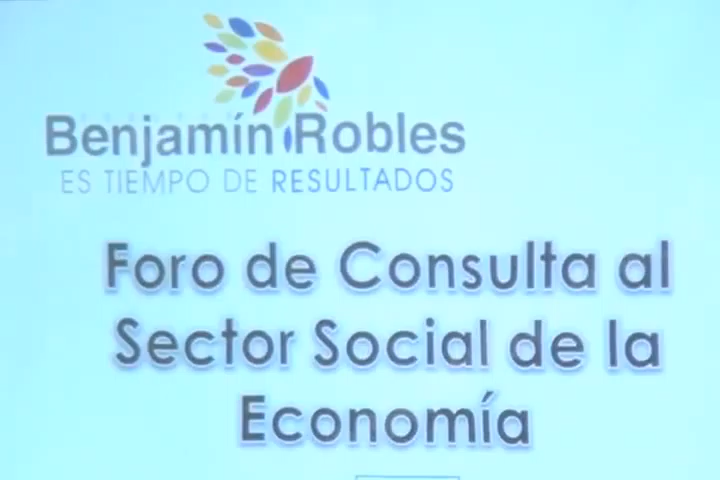 Benjamín Robles
ES TIEMPO DE RESULTADOS
Foro de Consulta al
Sector Social de la
Economía